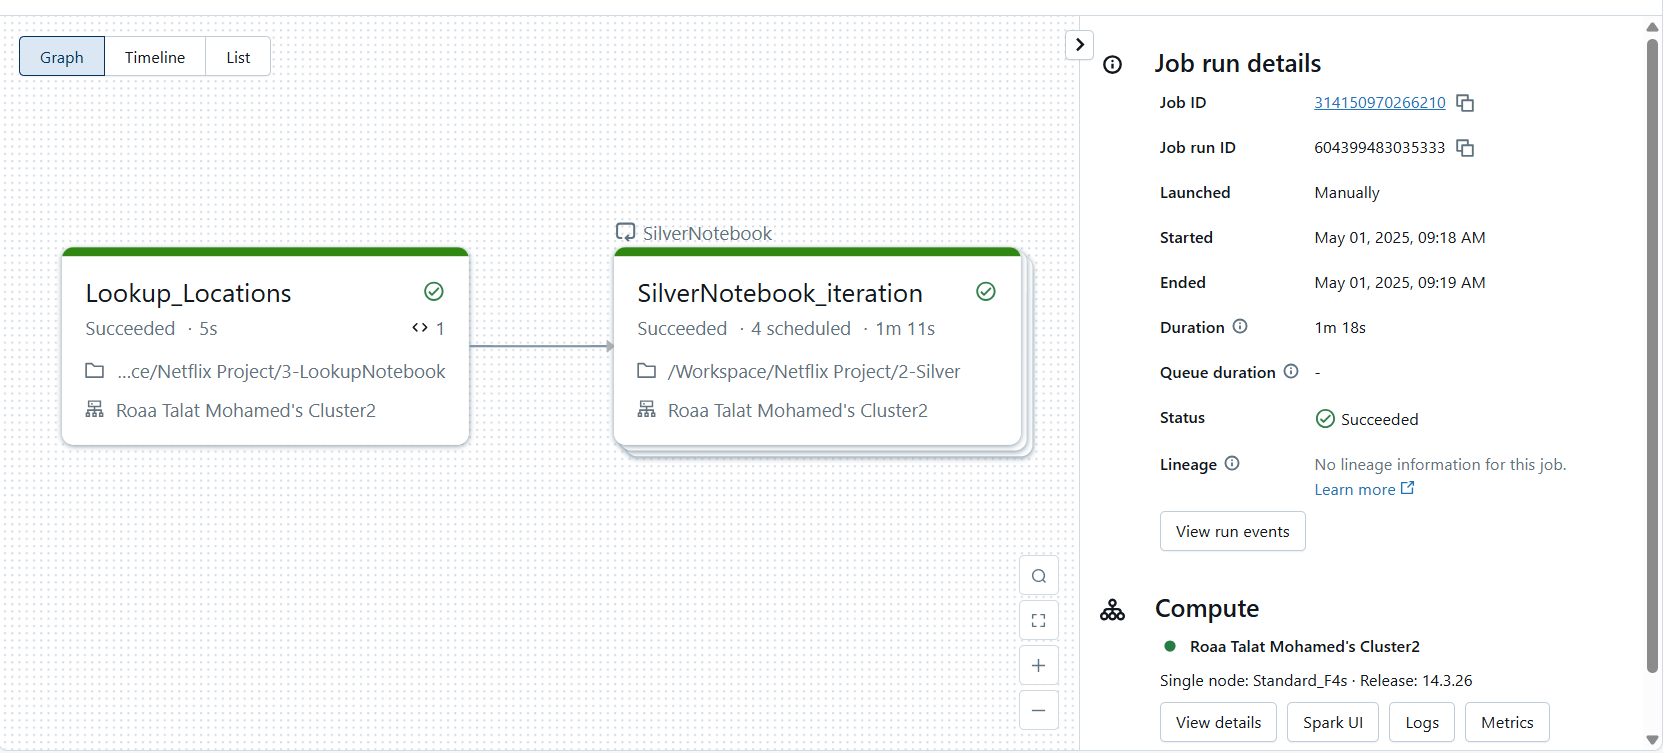 Graph
Timeline
List
SilverNotebook
Lookup_Locations
Succeeded · 5s
<> 1
...ce/Netflix Project/3-LookupNotebook
Roaa Talat Mohamed's Cluster2
SilverNotebook_iteration
Succeeded · 4 scheduled · 1m 11s
/Workspace/Netflix Project/2-Silver
Roaa Talat Mohamed's Cluster2
Job run details
Job ID 314150970266210
Job run ID 604399483035333
Launched Manually
Started May 01, 2025, 09:18 AM
Ended May 01, 2025, 09:19 AM
Duration 1m 18s
Queue duration -
Status Succeeded
Lineage No lineage information for this job.
Learn more
View run events
Compute
Roaa Talat Mohamed's Cluster2
Single node: Standard_F4s · Release: 14.3.26
View details
Spark UI
Logs
Metrics